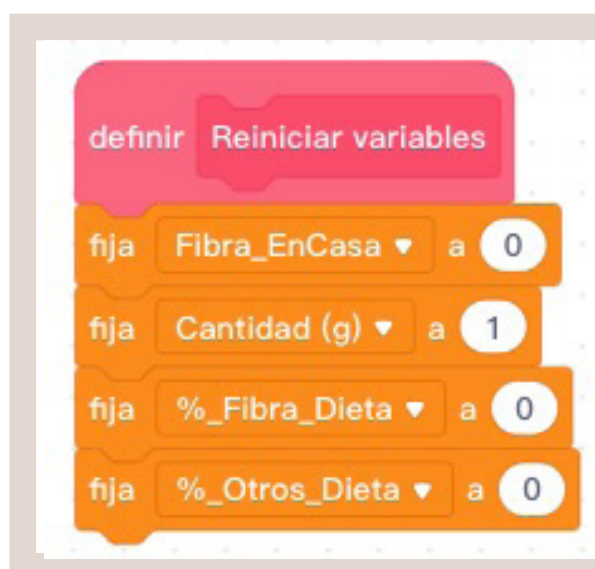 definir Reiniciar variables
fija Fibra_EnCasa a 0
fija Cantidad (g) a 1
fija %_Fibra_Dieta a 0
fija %_Otros_Dieta a 0